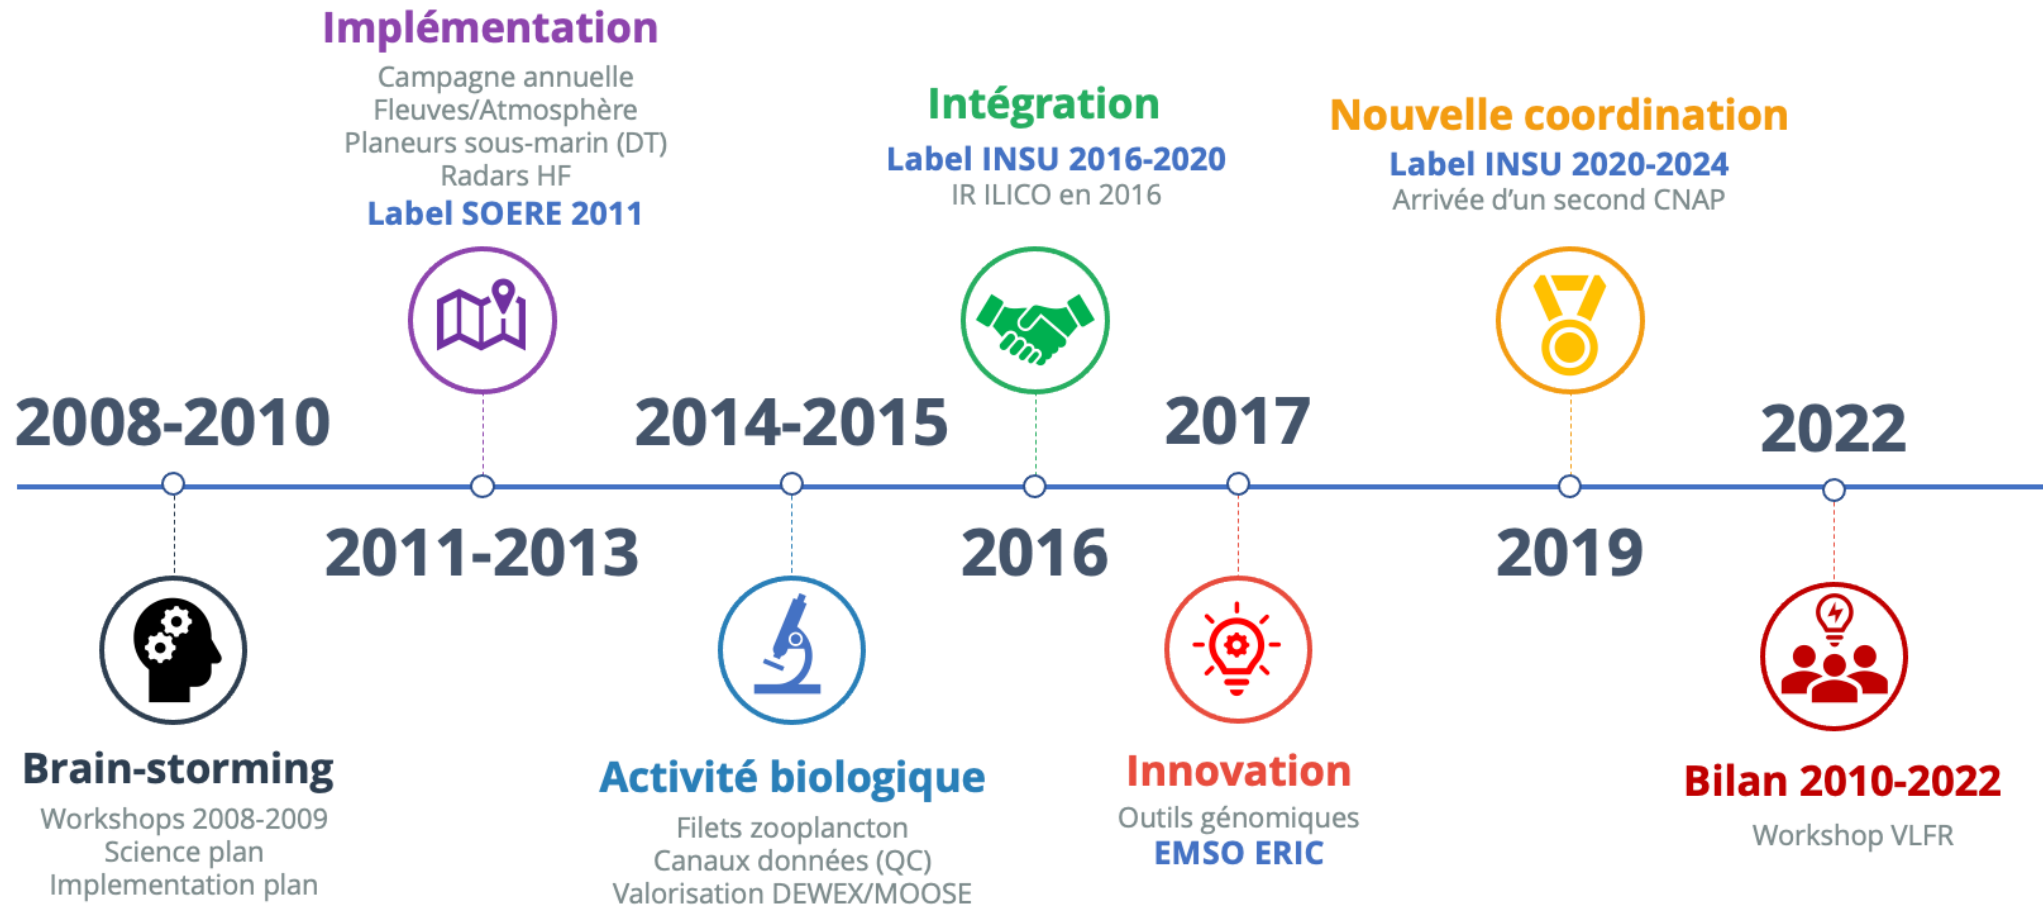 Implémentation
Campagne annuelle
Fleuves/Atmosphère
Planeurs sous-marin (DT)
Radars HF
Label SOERE 2011
Intégration
Label INSU 2016-2020
IR ILICO en 2016
Nouvelle coordination
Label INSU 2020-2024
Arrivée d'un second CNAP
2008-2010
2014-2015
2017
2022
2011-2013
2016
2019
Brain-storming
Workshops 2008-2009
Science plan
Implementation plan
Activité biologique
Filets zooplancton
Canaux données (QC)
Valorisation DEWEX/MOOSE
Innovation
Outils génomiques
EMSO ERIC
Bilan 2010-2022
Workshop VLFR